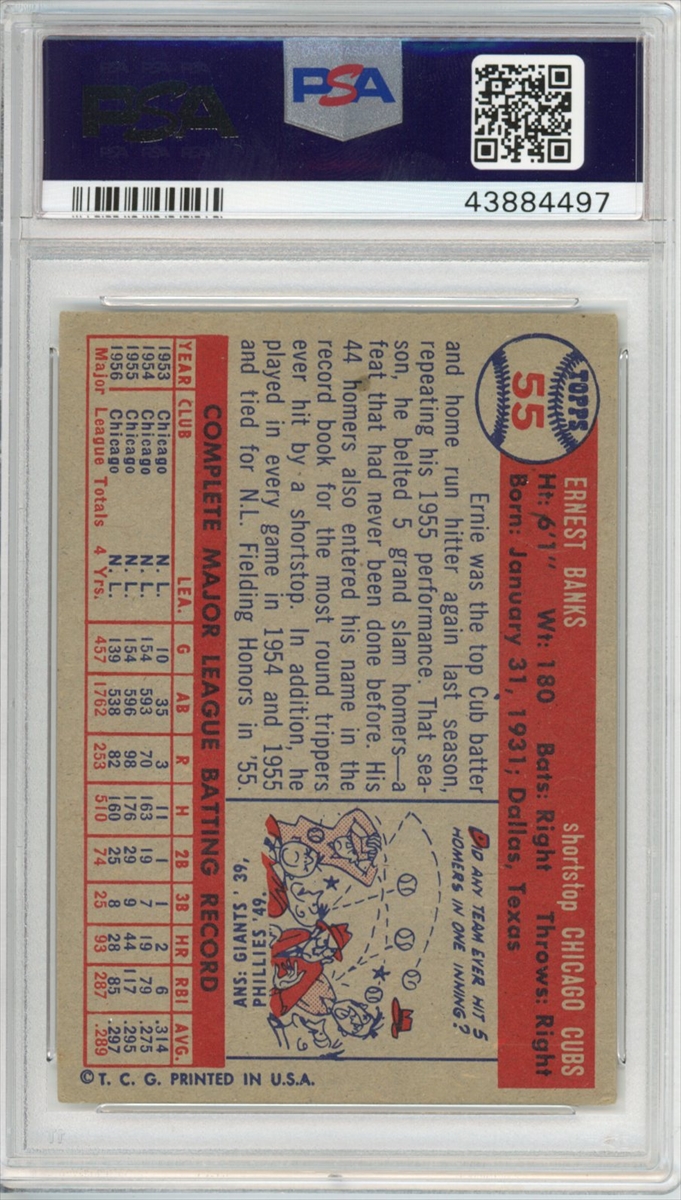 PSA
PSA
43884497
TOPPS
55
ERNEST BANKS shortstop CHICAGO CUBS
Ht: 6'1" Wt: 180 Bats: Right Throws: Right
Born: January 31, 1931; Dallas, Texas
Ernie was the top Cub batter
and home run hitter again last season,
repeating his 1955 performance. That sea-
son, he belted 5 grand slam homers—a
feat that had never been done before. His
44 homers also entered his name in the
record book for the most round trippers
ever hit by a shortstop. In addition, he
played in every game in 1954 and 1955
and tied for N.L. Fielding Honors in '55.
DID ANY TEAM EVER HIT 5
HOMERS IN ONE INNING?
ANS: GIANTS '39,
PHILLIES '49.
COMPLETE MAJOR LEAGUE BATTING RECORD
YEAR CLUB LEA. G AB R H 2B 3B HR RBI AVG.
1953 Chicago N. L. 10 35 3 11 1 1 2 6 .314
1954 Chicago N. L. 154 593 70 163 19 7 19 79 .275
1955 Chicago N. L. 154 596 98 176 29 9 44 117 .295
1956 Chicago N. L. 139 538 82 160 25 8 28 85 .297
Major League Totals 4 Yrs. 457 1762 253 510 74 25 93 287 .289
© T. C. G. PRINTED IN U.S.A.